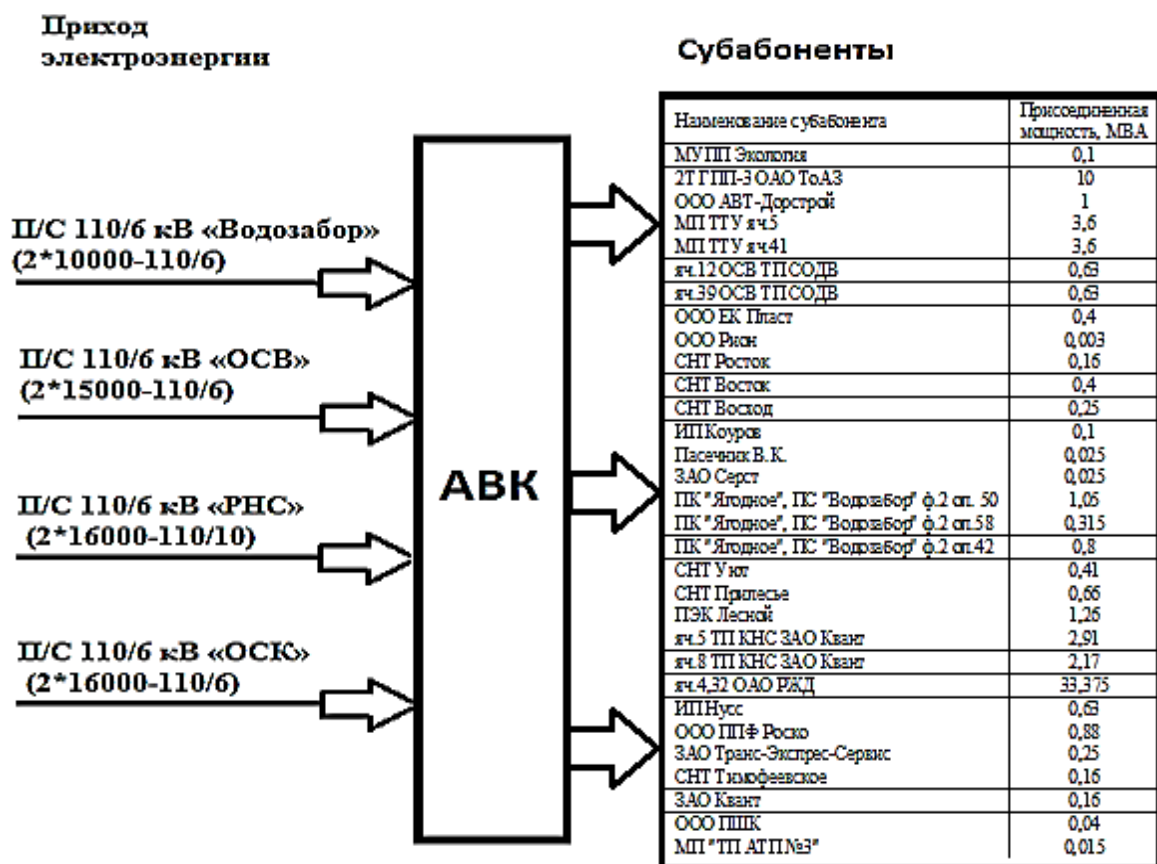 Приход
электроэнергии
Субабоненты
П/С 110/6 кВ «Водозабор»
(2*10000-110/6)
П/С 110/6 кВ «ОСВ»
(2*15000-110/6)
П/С 110/6 кВ «РНС»
(2*16000-110/10)
П/С 110/6 кВ «ОСК»
(2*16000-110/6)
АВК
Наименование субабонента Присоединенная мощность, МВА
МУПП Экология 0,1
2Т ГПП-3 ОАО ТоАЗ 10
ООО АВТ-Дорстрой 1
МП ТТУ яч.5 3,6
МП ТТУ яч.41 3,6
яч.12 ОСВ ТП СОДВ 0,63
яч.39 ОСВ ТП СОДВ 0,63
ООО ЕК Пласт 0,4
ООО Рион 0,003
СНТ Росток 0,16
СНТ Восток 0,4
СНТ Восход 0,25
ИП Коуров 0,1
Пасечник В.К. 0,025
ЗАО Серст 0,025
ПК "Ягодное", ПС "Водозабор" ф.2 оп. 50 1,05
ПК "Ягодное", ПС "Водозабор" ф.2 оп.58 0,315
ПК "Ягодное", ПС "Водозабор" ф.2 оп.42 0,8
СНТ Уют 0,41
СНТ Прилесье 0,66
ПЭК Лесной 1,26
яч.5 ТП КНС ЗАО Квант 2,91
яч.8 ТП КНС ЗАО Квант 2,17
яч.4,32 ОАО РЖД 33,375
ИП Нусс 0,63
ООО ППФ Роско 0,88
ЗАО Транс-Экспрес-Сервис 0,25
СНТ Тимофеевское 0,16
ЗАО Квант 0,16
ООО ПШК 0,04
МП "ТП АТП №3" 0,015